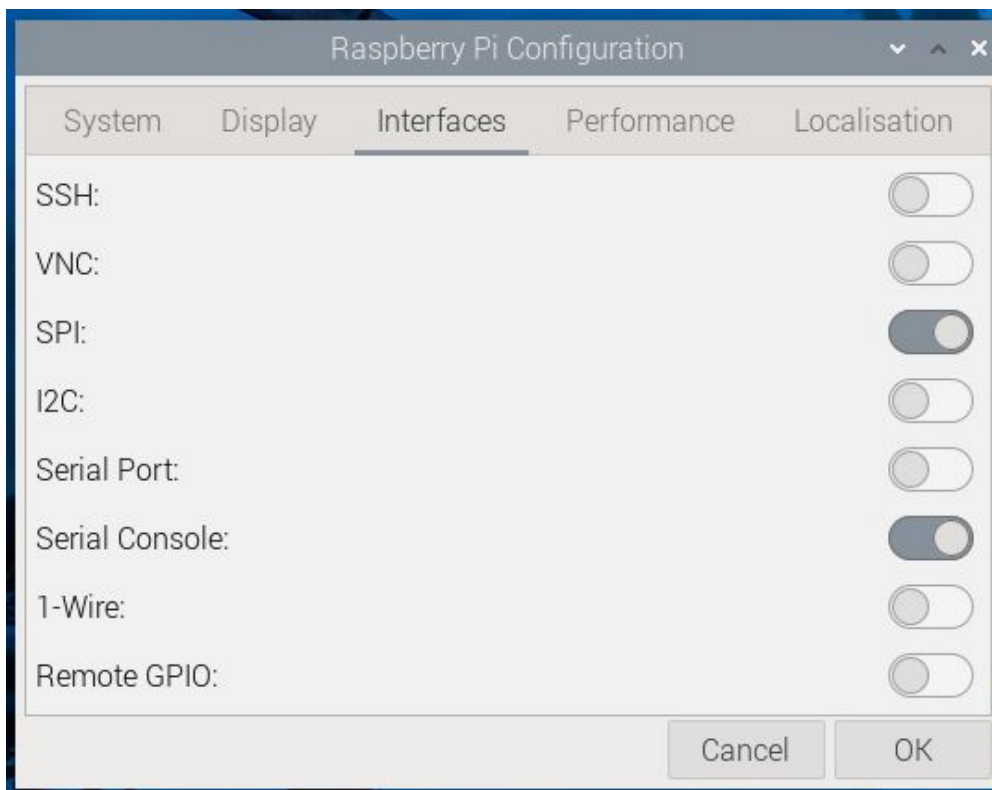 Raspberry Pi Configuration
System Display Interfaces Performance Localisation
SSH:
VNC:
SPI:
I2C:
Serial Port:
Serial Console:
1-Wire:
Remote GPIO:
Cancel OK